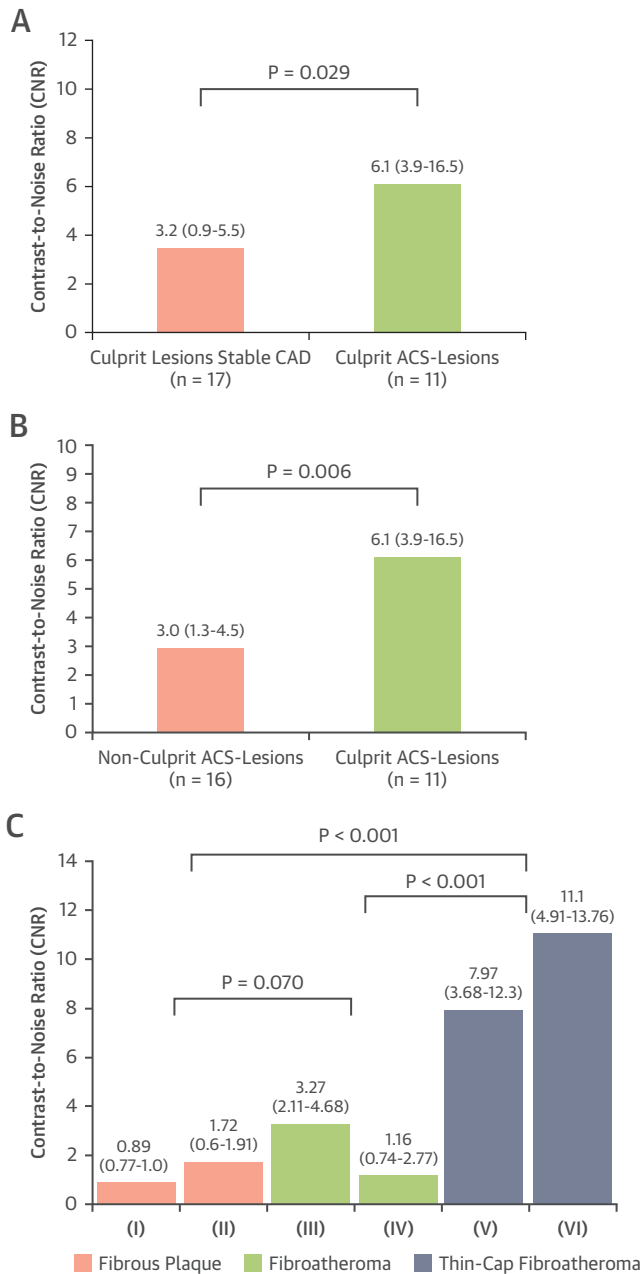 A
Contrast-to-Noise Ratio (CNR)
12
10
8
6
4
2
0
P = 0.029
3.2 (0.9-5.5)
6.1 (3.9-16.5)
Culprit Lesions Stable CAD
(n = 17)
Culprit ACS-Lesions
(n = 11)
B
Contrast-to-Noise Ratio (CNR)
10
9
8
7
6
5
4
3
2
1
0
P = 0.006
3.0 (1.3-4.5)
6.1 (3.9-16.5)
Non-Culprit ACS-Lesions
(n = 16)
Culprit ACS-Lesions
(n = 11)
C
Contrast-to-Noise Ratio (CNR)
14
12
10
8
6
4
2
0
P < 0.001
P < 0.001
P = 0.070
0.89
(0.77-1.0)
1.72
(0.6-1.91)
3.27
(2.11-4.68)
1.16
(0.74-2.77)
7.97
(3.68-12.3)
11.1
(4.91-13.76)
(I)
(II)
(III)
(IV)
(V)
(VI)
Fibrous Plaque
Fibroatheroma
Thin-Cap Fibroatheroma